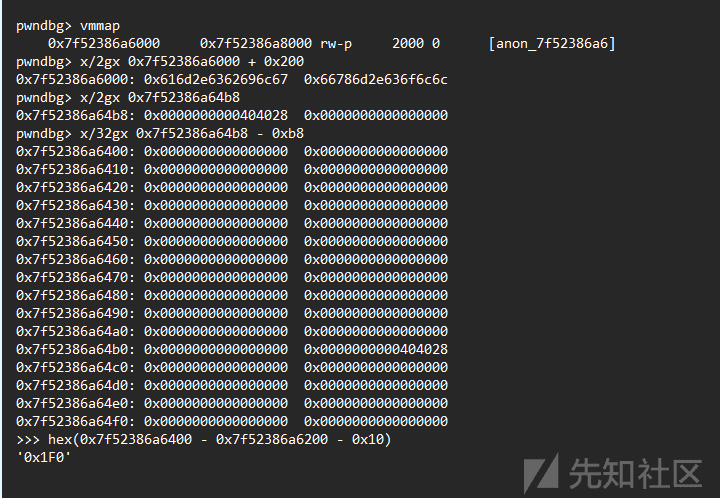 pwndbg> vmmap
0x7f52386a6000 0x7f52386a8000 rw-p 2000 0 [anon_7f52386a6]
pwndbg> x/2gx 0x7f52386a6000 + 0x200
0x7f52386a6000: 0x616d2e6362696c67 0x66786d2e636f6c6c
pwndbg> x/2gx 0x7f52386a64b8
0x7f52386a64b8: 0x0000000000404028 0x0000000000000000
pwndbg> x/32gx 0x7f52386a64b8 - 0xb8
0x7f52386a6400: 0x0000000000000000 0x0000000000000000
0x7f52386a6410: 0x0000000000000000 0x0000000000000000
0x7f52386a6420: 0x0000000000000000 0x0000000000000000
0x7f52386a6430: 0x0000000000000000 0x0000000000000000
0x7f52386a6440: 0x0000000000000000 0x0000000000000000
0x7f52386a6450: 0x0000000000000000 0x0000000000000000
0x7f52386a6460: 0x0000000000000000 0x0000000000000000
0x7f52386a6470: 0x0000000000000000 0x0000000000000000
0x7f52386a6480: 0x0000000000000000 0x0000000000000000
0x7f52386a6490: 0x0000000000000000 0x0000000000000000
0x7f52386a64a0: 0x0000000000000000 0x0000000000000000
0x7f52386a64b0: 0x0000000000000000 0x0000000000404028
0x7f52386a64c0: 0x0000000000000000 0x0000000000000000
0x7f52386a64d0: 0x0000000000000000 0x0000000000000000
0x7f52386a64e0: 0x0000000000000000 0x0000000000000000
0x7f52386a64f0: 0x0000000000000000 0x0000000000000000
>>> hex(0x7f52386a6400 - 0x7f52386a6200 - 0x10)
'0x1F0'
先知社区